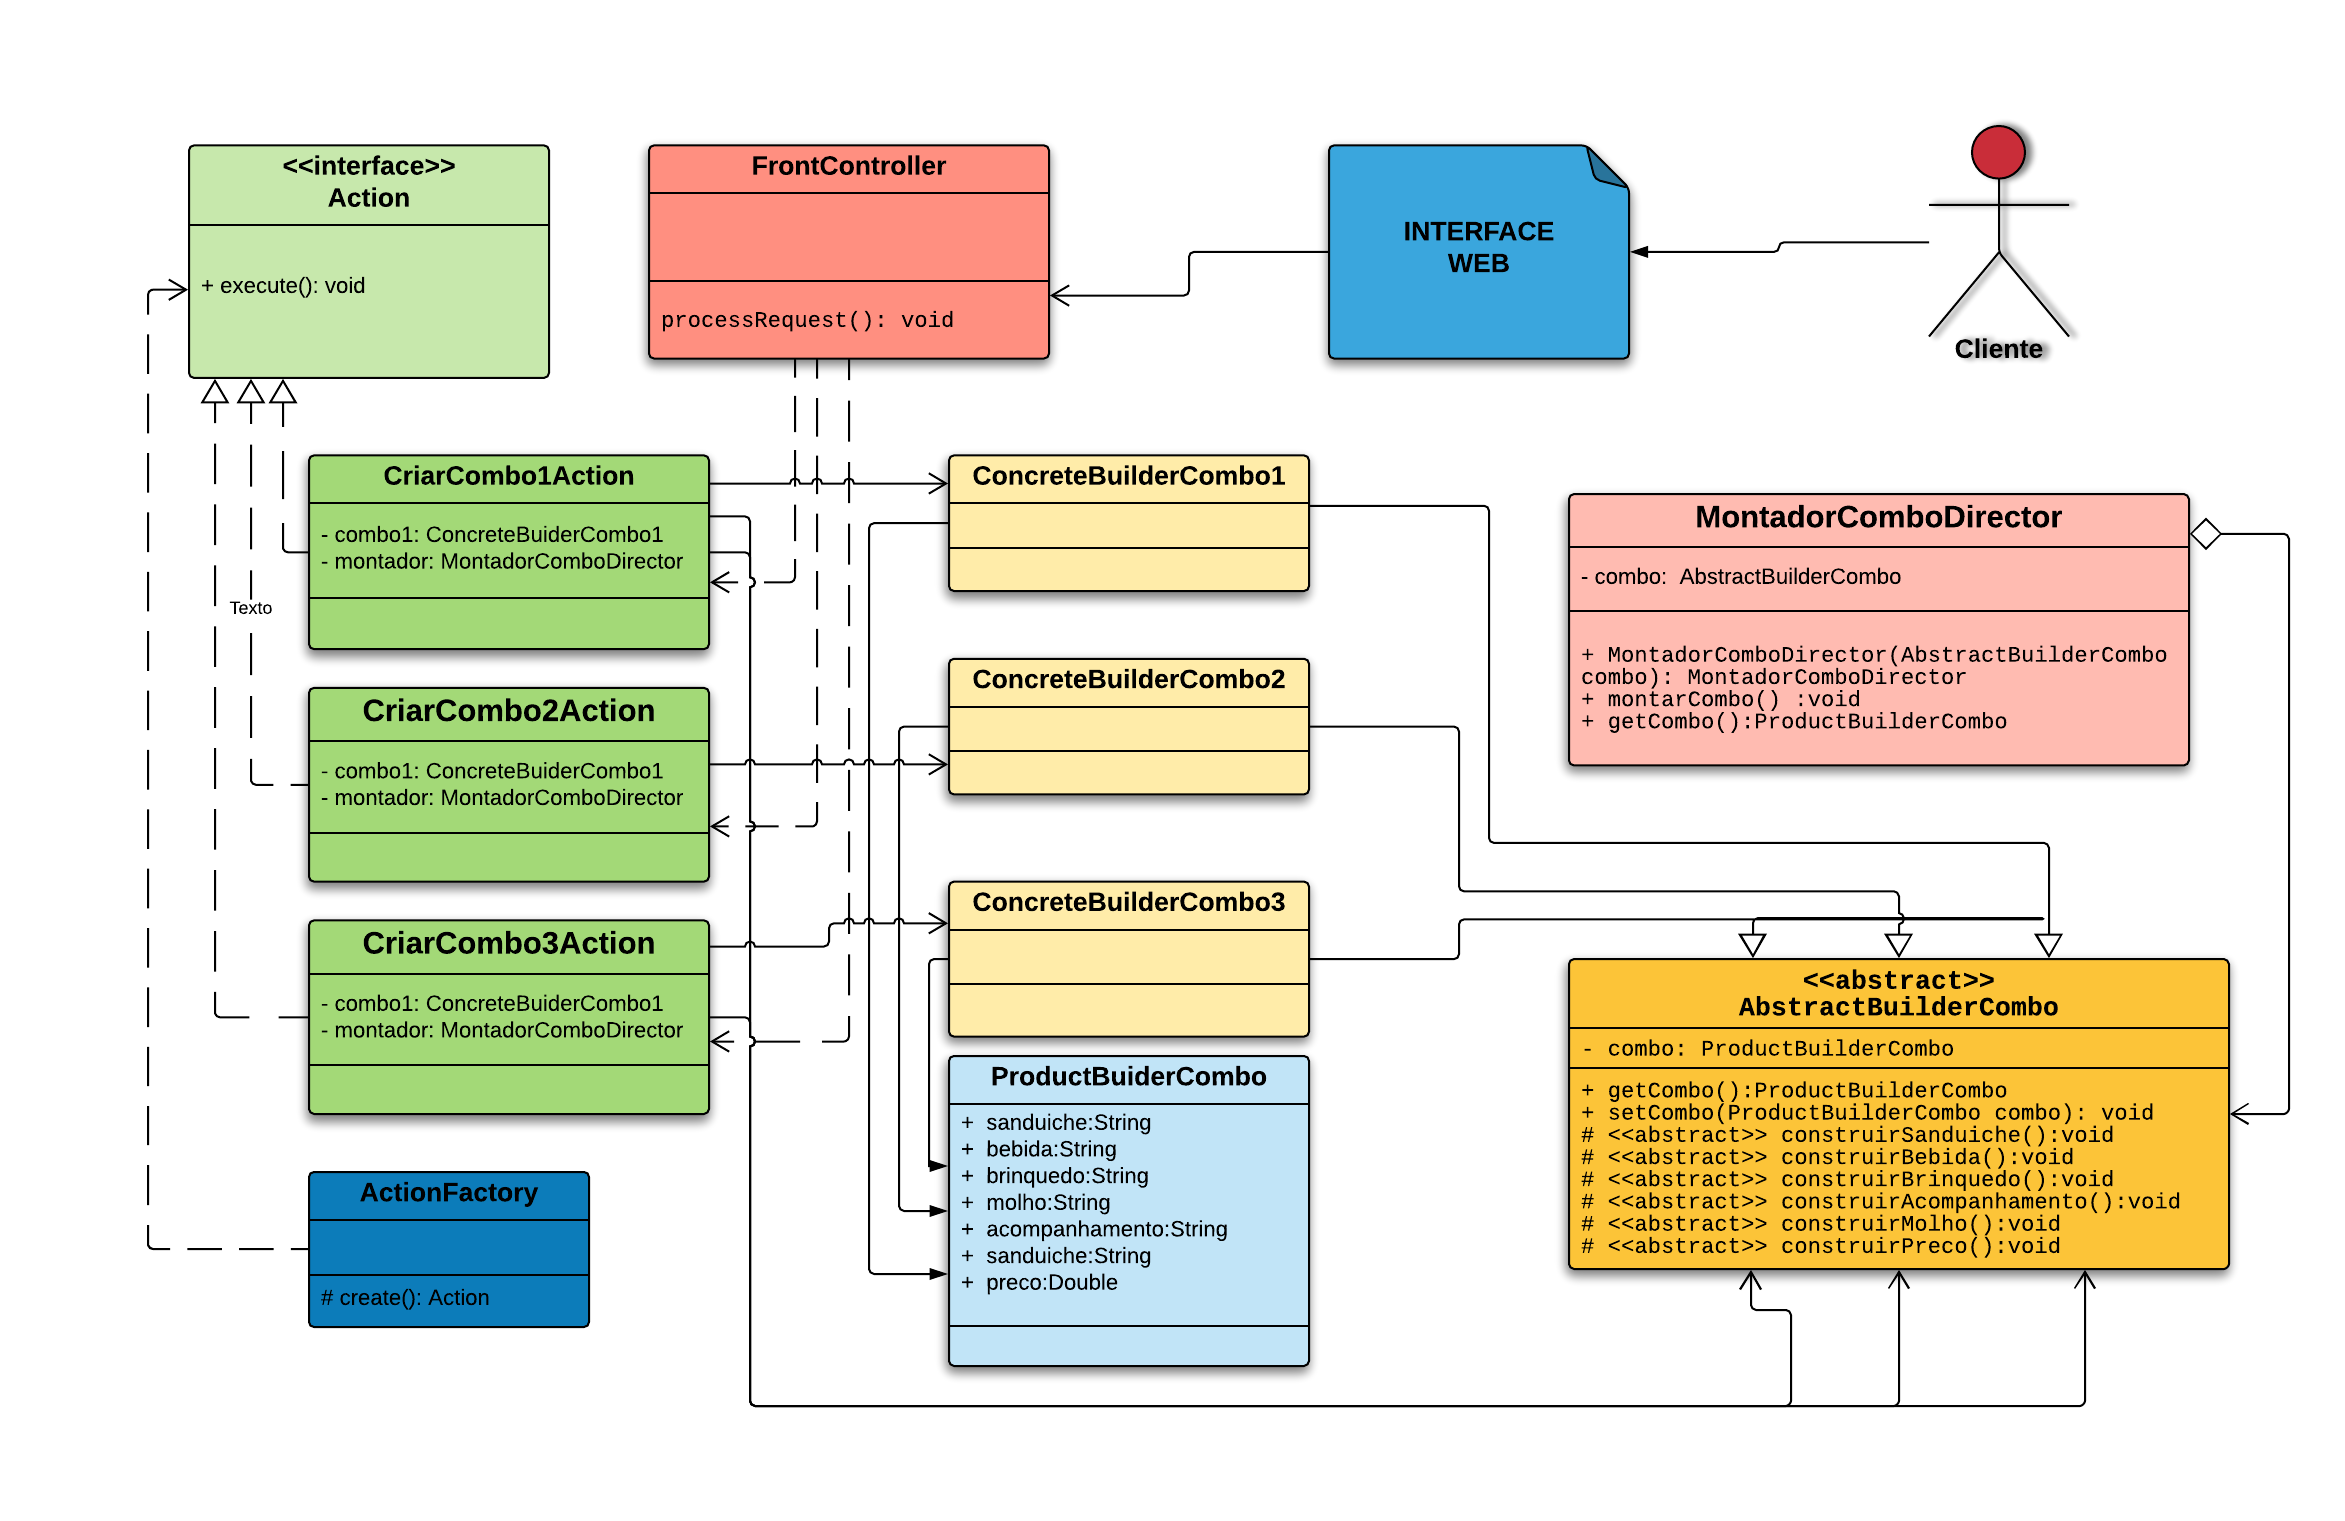 <<interface>>
Action
+ execute(): void
FrontController
processRequest(): void
INTERFACE
WEB
Cliente
CriarCombo1Action
- combo1: ConcreteBuiderCombo1
- montador: MontadorComboDirector
Texto
CriarCombo2Action
- combo1: ConcreteBuiderCombo1
- montador: MontadorComboDirector
CriarCombo3Action
- combo1: ConcreteBuiderCombo1
- montador: MontadorComboDirector
ActionFactory
# create(): Action
ConcreteBuilderCombo1
ConcreteBuilderCombo2
ConcreteBuilderCombo3
ProductBuiderCombo
+ sanduiche:String
+ bebida:String
+ brinquedo:String
+ molho:String
+ acompanhamento:String
+ sanduiche:String
+ preco:Double
MontadorComboDirector
- combo: AbstractBuilderCombo
+ MontadorComboDirector(AbstractBuilderCombo
combo): MontadorComboDirector
+ montarCombo() :void
+ getCombo():ProductBuilderCombo
<<abstract>>
AbstractBuilderCombo
- combo: ProductBuilderCombo
+ getCombo():ProductBuilderCombo
+ setCombo(ProductBuilderCombo combo): void
# <<abstract>> construirSanduiche():void
# <<abstract>> construirBebida():void
# <<abstract>> construirBrinquedo():void
# <<abstract>> construirAcompanhamento():void
# <<abstract>> construirMolho():void
# <<abstract>> construirPreco():void